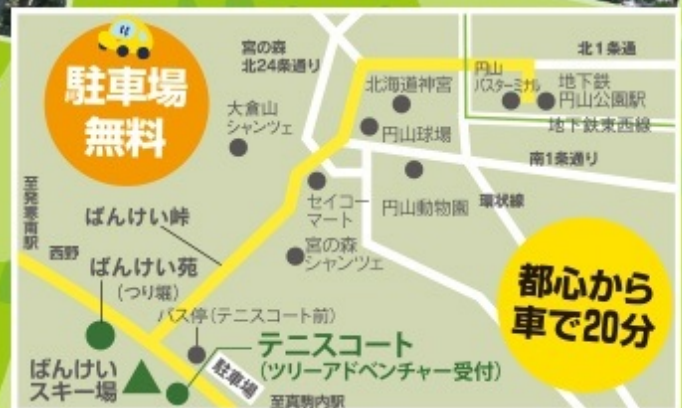 駐車場
無料
宮の森
北24条通り
北1条通
円山
バスターミナル
地下鉄
円山公園駅
地下鉄東西線
北海道神宮
大倉山
シャンツェ
円山球場
南1条通り
円山動物園
環状線
セイコー
マート
宮の森
シャンツェ
至発寒南駅
西野
ばんけい峠
ばんけい苑
(つり堀)
バス停(テニスコート前)
テニスコート
(ツリーアドベンチャー受付)
ばんけい
スキー場
駐車場
至真駒内駅
都心から
車で20分